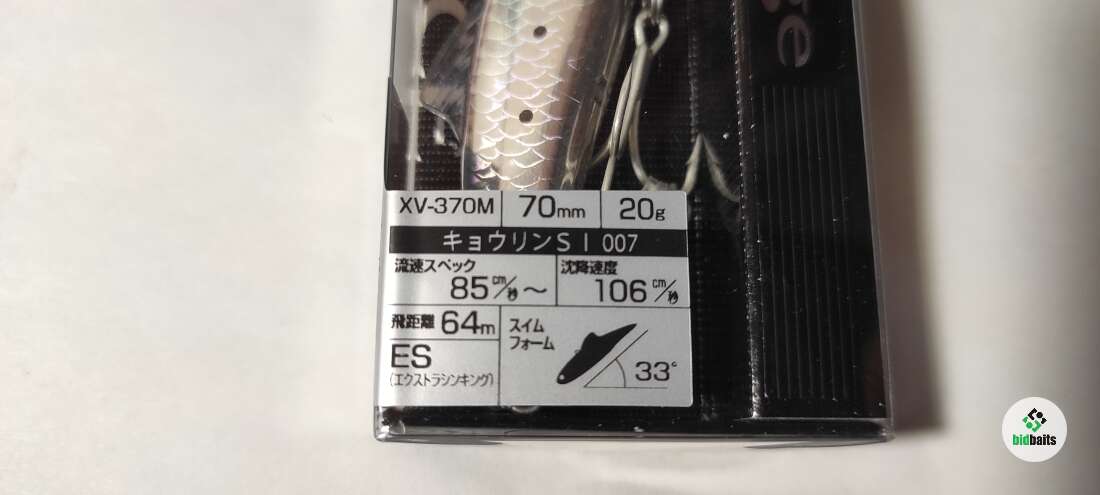 XV-370M 70mm 20g
キョウリンSI 007
流速スペック 沈降速度
85cm/秒〜 106cm/秒
飛距離 64m スイム
フォーム
ES
(エクストラシンキング)
33°
bidbaits